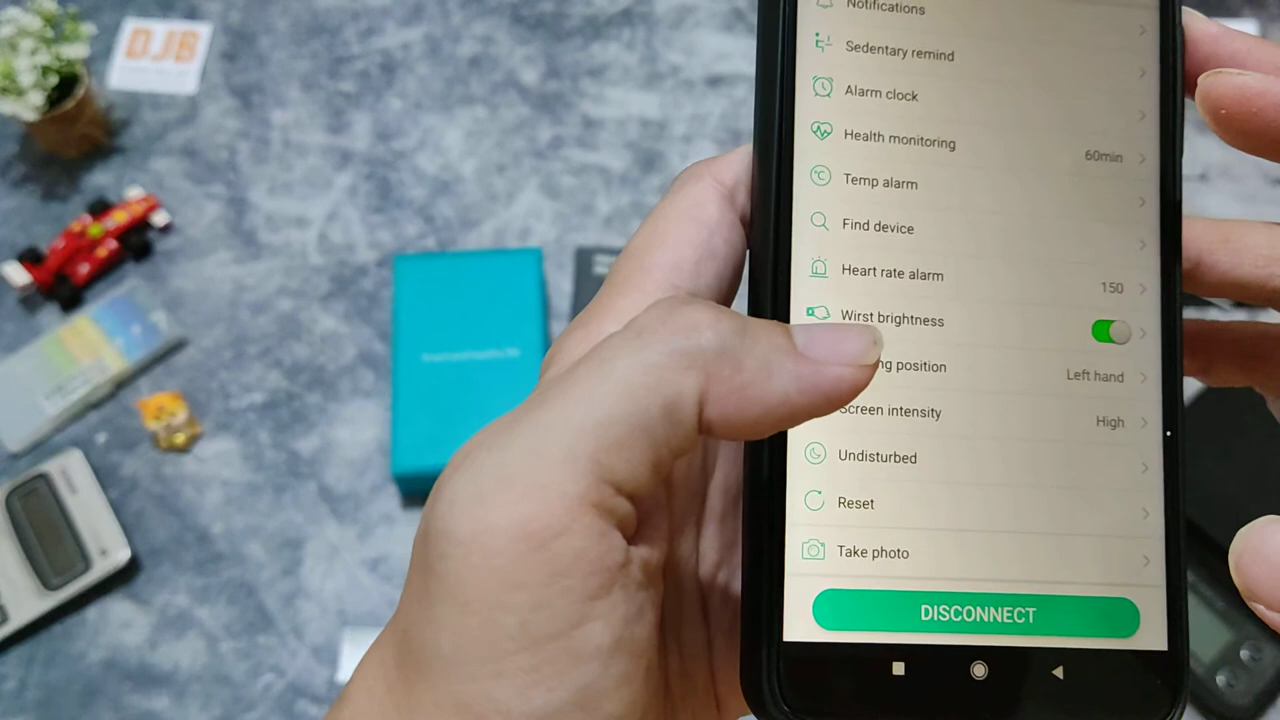 DJB
Notifications
Sedentary remind
Alarm clock
Health monitoring
60min
Temp alarm
Find device
Heart rate alarm
150
Wirst brightness
ng position
Left hand
Screen intensity
High
Undisturbed
Reset
Take photo
DISCONNECT